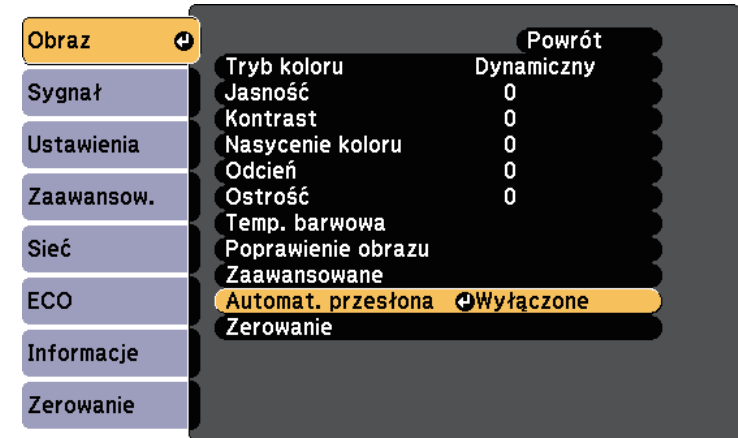 Obraz
Sygnał
Ustawienia
Zaawansow.
Sieć
ECO
Informacje
Zerowanie
Powrót
Tryb koloru Dynamiczny
Jasność 0
Kontrast 0
Nasycenie koloru 0
Odcień 0
Ostrość 0
Temp. barwowa
Poprawienie obrazu
Zaawansowane
Automat. przesłona Wyłączone
Zerowanie